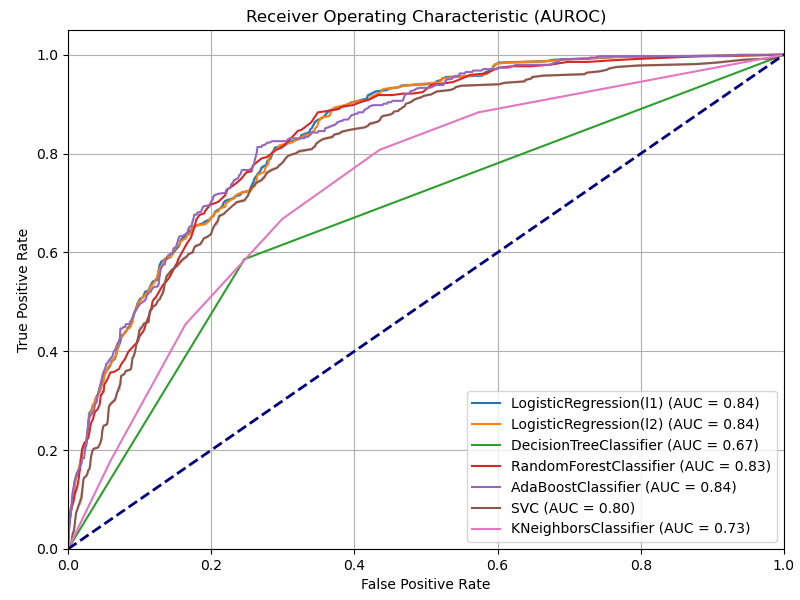 Receiver Operating Characteristic (AUROC)
True Positive Rate
1.0
0.8
0.6
0.4
0.2
0.0
LogisticRegression(l1) (AUC = 0.84)
LogisticRegression(l2) (AUC = 0.84)
DecisionTreeClassifier (AUC = 0.67)
RandomForestClassifier (AUC = 0.83)
AdaBoostClassifier (AUC = 0.84)
SVC (AUC = 0.80)
KNeighborsClassifier (AUC = 0.73)
0.0 0.2 0.4 0.6 0.8 1.0
False Positive Rate